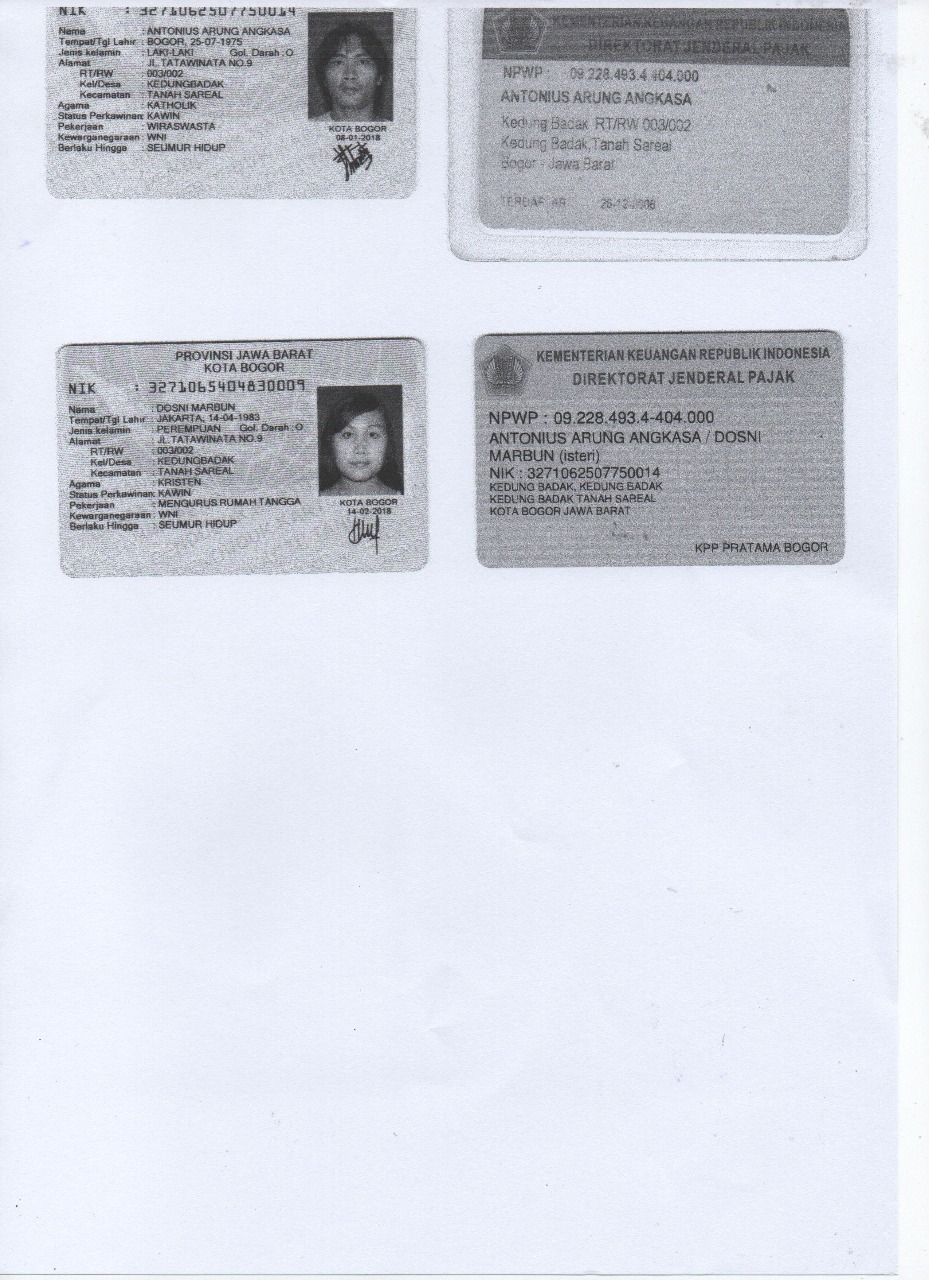 NIK : 3271062507750014
Nama : ANTONIUS ARUNG ANGKASA
Tempat/Tgl Lahir : BOGOR, 25-07-1975
Jenis kelamin : LAKI-LAKI Gol. Darah : O
Alamat : JL TATAWINATA NO.9
RT/RW : 003/002
Kel/Desa : KEDUNGBADAK
Kecamatan : TANAH SAREAL
Agama : KATHOLIK
Status Perkawinan: KAWIN
Pekerjaan : WIRASWASTA
Kewarganegaraan: WNI
Berlaku Hingga : SEUMUR HIDUP
KOTA BOGOR
08-01-2018
KEMENTERIAN KEUANGAN REPUBLIK INDONESIA
DIREKTORAT JENDERAL PAJAK
NPWP : 09.228.493.4 404.000
ANTONIUS ARUNG ANGKASA
Kedung Badak RT/RW 003/002
Kedung Badak,Tanah Sareal
Bogor - Jawa Barat
TERDAFTAR
PROVINSI JAWA BARAT
KOTA BOGOR
NIK : 3271065404830009
Nama : DOSNI MARBUN
Tempat/Tgl Lahir : JAKARTA, 14-04-1983
Jenis kelamin : PEREMPUAN Gol. Darah : O
Alamat : JL.TATAWINATA NO.9
RT/RW : 003/002
Kel/Desa : KEDUNGBADAK
Kecamatan : TANAH SAREAL
Agama : KRISTEN
Status Perkawinan: KAWIN
Pekerjaan : MENGURUS RUMAH TANGGA
Kewarganegaraan: WNI
Berlaku Hingga : SEUMUR HIDUP
KOTA BOGOR
14-02-2018
KEMENTERIAN KEUANGAN REPUBLIK INDONESIA
DIREKTORAT JENDERAL PAJAK
NPWP : 09.228.493.4-404.000
ANTONIUS ARUNG ANGKASA / DOSNI
MARBUN (isteri)
NIK : 3271062507750014
KEDUNG BADAK, KEDUNG BADAK
KEDUNG BADAK TANAH SAREAL
KOTA BOGOR JAWA BARAT
KPP PRATAMA BOGOR